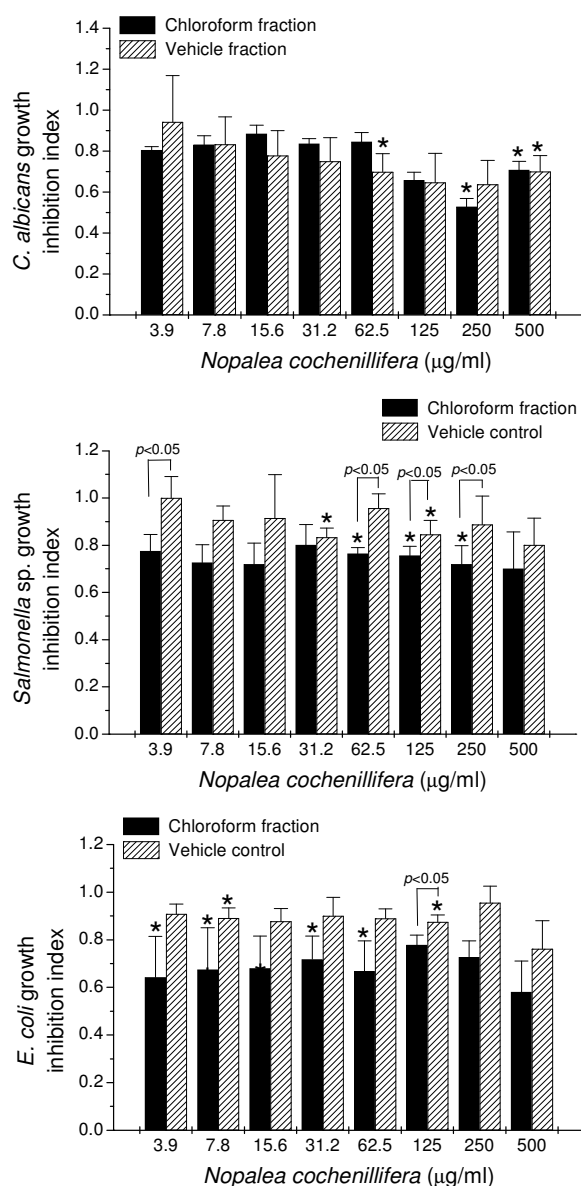 Chloroform fraction
Vehicle fraction
1.4
1.2
1.0
0.8
0.6
0.4
0.2
0.0
C. albicans growth
inhibition index
* * * *
3.9 7.8 15.6 31.2 62.5 125 250 500
Nopalea cochenillifera (μg/ml)
Chloroform fraction
Vehicle control
1.2
1.0
0.8
0.6
0.4
0.2
0.0
Salmonella sp. growth
inhibition index
p<0.05 p<0.05 p<0.05 p<0.05
* * * * *
3.9 7.8 15.6 31.2 62.5 125 250 500
Nopalea cochenillifera (μg/ml)
Chloroform fraction
Vehicle control
1.2
1.0
0.8
0.6
0.4
0.2
0.0
E. coli growth
inhibition index
p<0.05
* * * * * *
3.9 7.8 15.6 31.2 62.5 125 250 500
Nopalea cochenillifera (μg/ml)